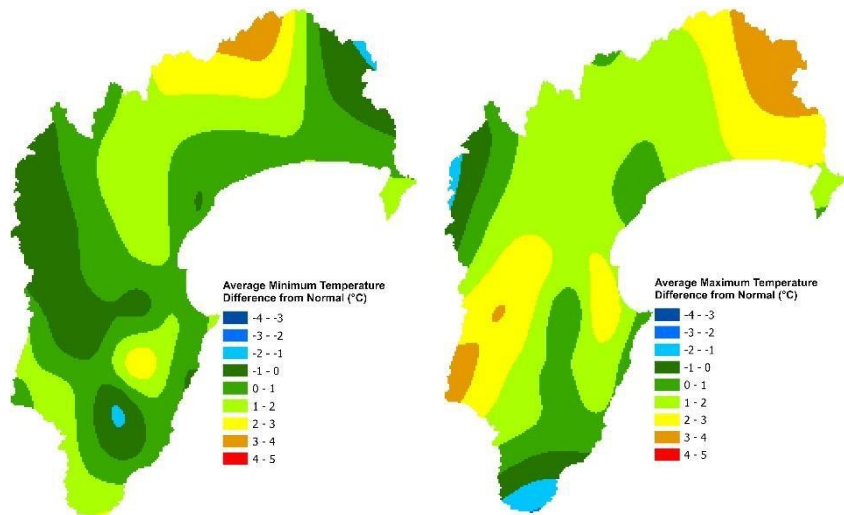 Average Minimum Temperature
Difference from Normal (°C)
-4 - -3
-3 - -2
-2 - -1
-1 - 0
0 - 1
1 - 2
2 - 3
3 - 4
4 - 5
Average Maximum Temperature
Difference from Normal (°C)
-4 - -3
-3 - -2
-2 - -1
-1 - 0
0 - 1
1 - 2
2 - 3
3 - 4
4 - 5